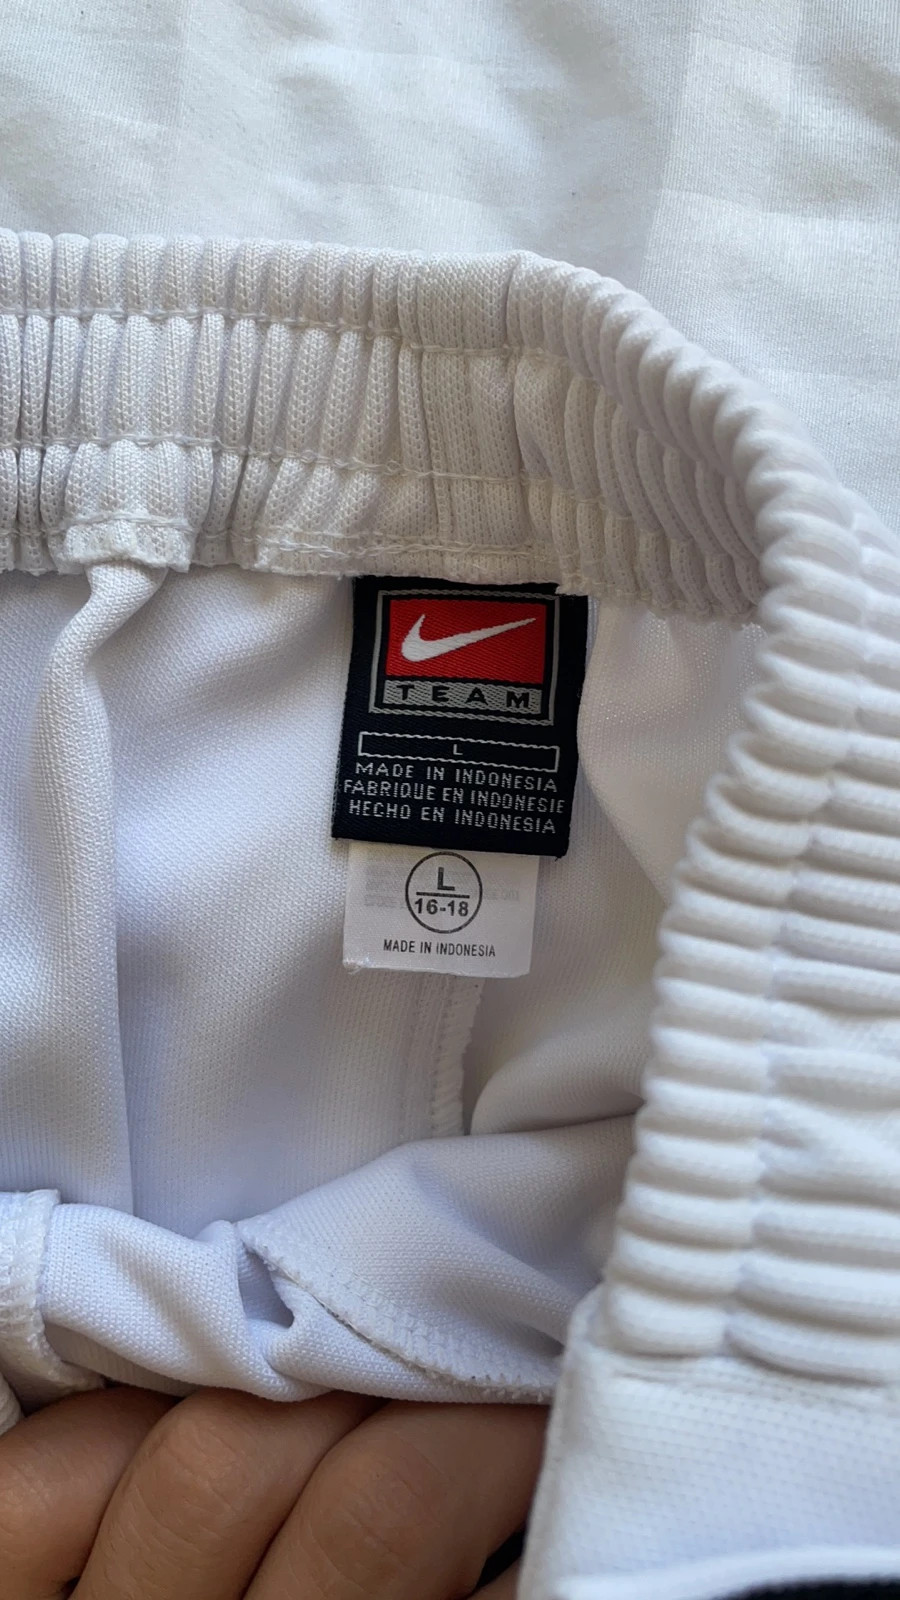 TEAM
L
MADE IN INDONESIA
FABRIQUE EN INDONESIE
HECHO EN INDONESIA
L
16-18
MADE IN INDONESIA